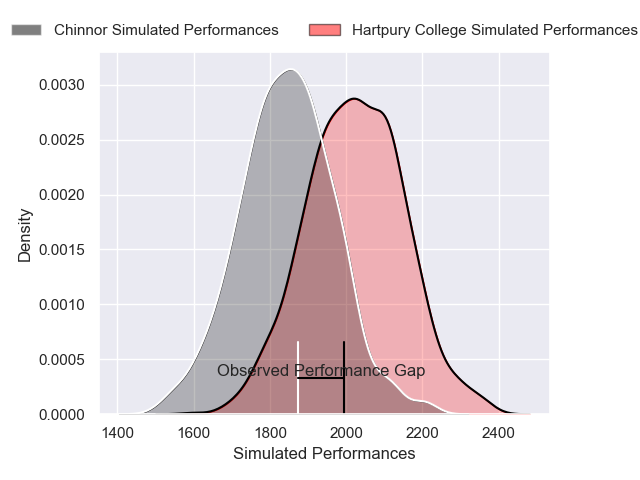 Chinnor Simulated Performances
Hartpury College Simulated Performances
0.0030
0.0025
0.0020
0.0015
0.0010
0.0005
0.0000
Density
Observed Performance Gap
1400 1600 1800 2000 2200 2400
Simulated Performances